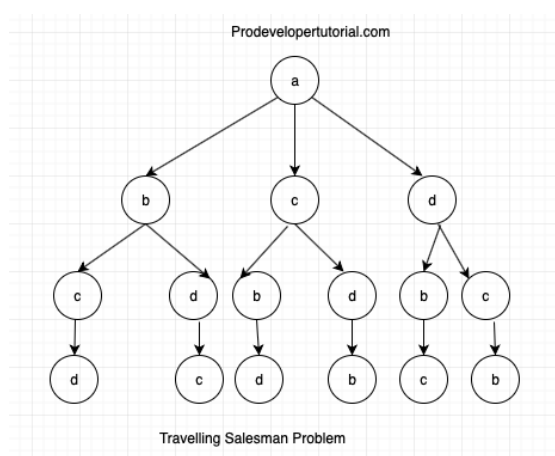 Prodevelopertutorial.com
a
b c d
c d b d b c
d c d b c b
Travelling Salesman Problem